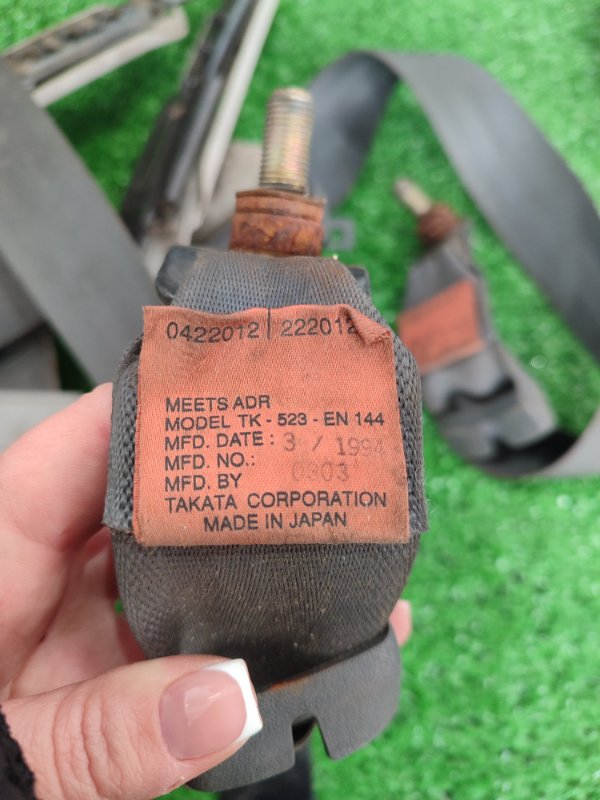 0422012 222012
MEETS ADR
MODEL TK - 523 - EN 144
MFD. DATE : 3 / 1994
MFD. NO.:
MFD. BY
TAKATA CORPORATION
MADE IN JAPAN